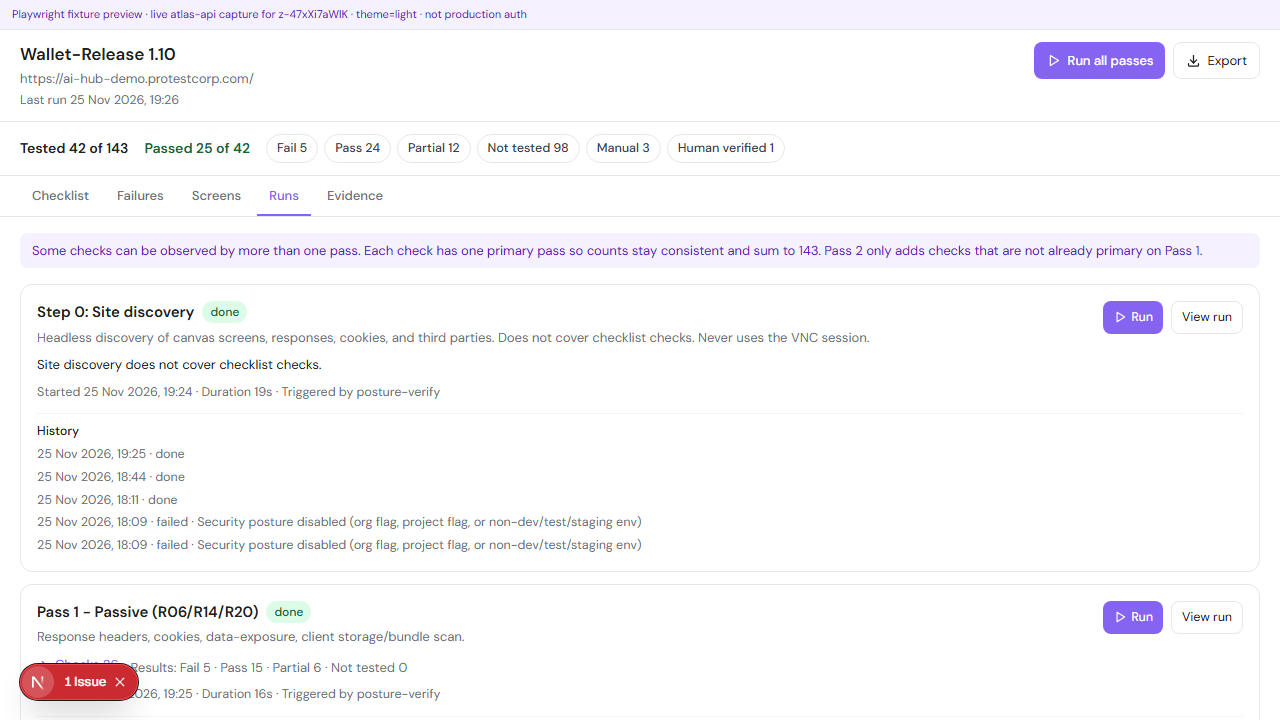 Playwright fixture preview · live atlas-api capture for z-47xXi7aWIK · theme=light · not production auth
Wallet-Release 1.10
https://ai-hub-demo.protestcorp.com/
Last run 25 Nov 2026, 19:26
Run all passes
Export
Tested 42 of 143
Passed 25 of 42
Fail 5
Pass 24
Partial 12
Not tested 98
Manual 3
Human verified 1
Checklist
Failures
Screens
Runs
Evidence
Some checks can be observed by more than one pass. Each check has one primary pass so counts stay consistent and sum to 143. Pass 2 only adds checks that are not already primary on Pass 1.
Step 0: Site discovery
done
Run
View run
Headless discovery of canvas screens, responses, cookies, and third parties. Does not cover checklist checks. Never uses the VNC session.
Site discovery does not cover checklist checks.
Started 25 Nov 2026, 19:24 · Duration 19s · Triggered by posture-verify
History
25 Nov 2026, 19:25 · done
25 Nov 2026, 18:44 · done
25 Nov 2026, 18:11 · done
25 Nov 2026, 18:09 · failed · Security posture disabled (org flag, project flag, or non-dev/test/staging env)
25 Nov 2026, 18:09 · failed · Security posture disabled (org flag, project flag, or non-dev/test/staging env)
Pass 1 - Passive (R06/R14/R20)
done
Run
View run
Response headers, cookies, data-exposure, client storage/bundle scan.
Results: Fail 5 · Pass 15 · Partial 6 · Not tested 0
1 Issue
19:25 · Duration 16s · Triggered by posture-verify